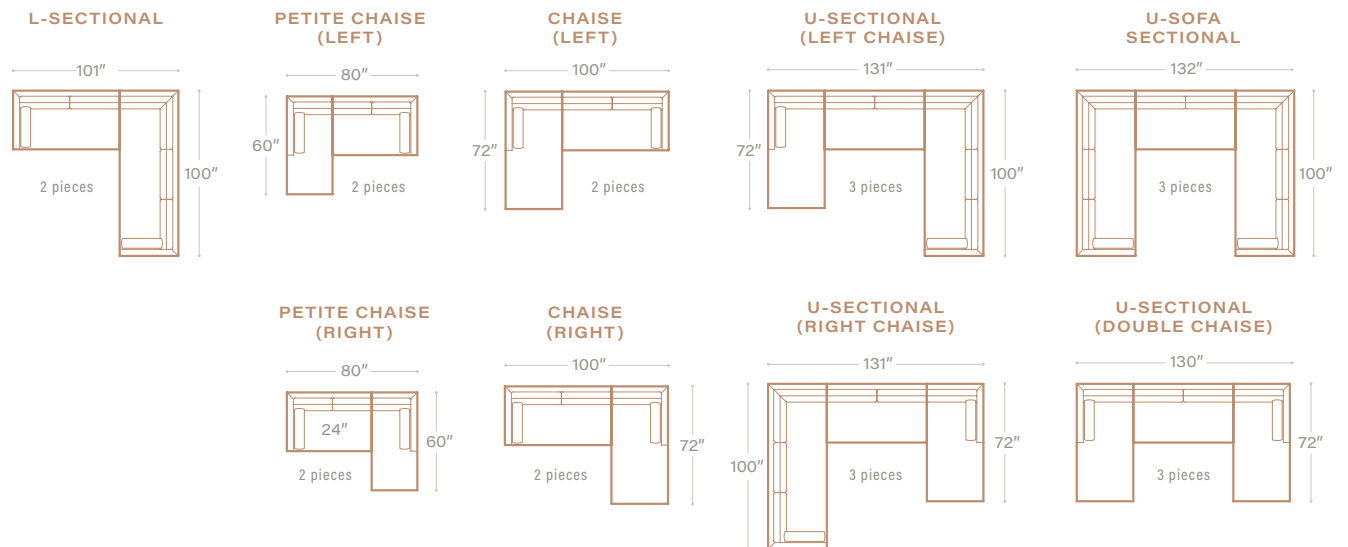 L-SECTIONAL
101″
100″
2 pieces
PETITE CHAISE
(LEFT)
80″
60″
2 pieces
CHAISE
(LEFT)
100″
72″
2 pieces
U-SECTIONAL
(LEFT CHAISE)
131″
72″
100″
3 pieces
U-SOFA
SECTIONAL
132″
100″
3 pieces
PETITE CHAISE
(RIGHT)
80″
24″
60″
2 pieces
CHAISE
(RIGHT)
100″
72″
2 pieces
U-SECTIONAL
(RIGHT CHAISE)
131″
72″
100″
3 pieces
U-SECTIONAL
(DOUBLE CHAISE)
130″
72″
3 pieces